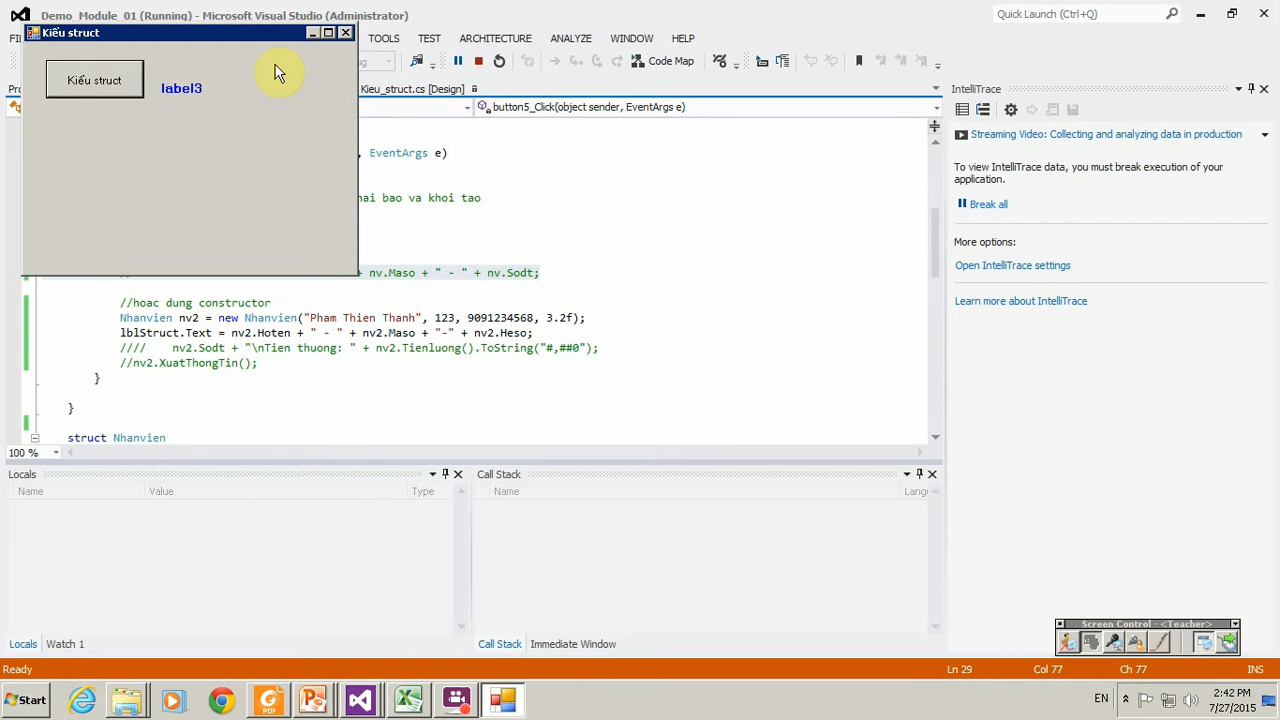 Demo_Module_01 (Running) - Microsoft Visual Studio (Administrator)
Quick Launch (Ctrl+Q)
Kiểu struct
TOOLS TEST ARCHITECTURE ANALYZE WINDOW HELP
Code Map
Kiểu struct
label3
Kieu_struct.cs [Design]
button5_Click(object sender, EventArgs e)
, EventArgs e)
hai bao va khoi tao
+ nv.Maso + " - " + nv.Sodt;
//hoac dung constructor
Nhanvien nv2 = new Nhanvien("Pham Thien Thanh", 123, 9091234568, 3.2f);
lblStruct.Text = nv2.Hoten + " - " + nv2.Maso + "-" + nv2.Heso;
//// nv2.Sodt + "\nTien thuong: " + nv2.Tienluong().ToString("#,##0");
//nv2.XuatThongTin();
}
}
struct Nhanvien
100 %
IntelliTrace
Streaming Video: Collecting and analyzing data in production
To view IntelliTrace data, you must break execution of your
application.
Break all
More options:
Open IntelliTrace settings
Learn more about IntelliTrace
Locals
Name Value Type
Call Stack
Name Lang
Locals Watch 1
Call Stack Immediate Window
Screen Control - <Teacher>
Ready
Ln 29 Col 77 Ch 77 INS
Start
EN
2:42 PM
7/27/2015